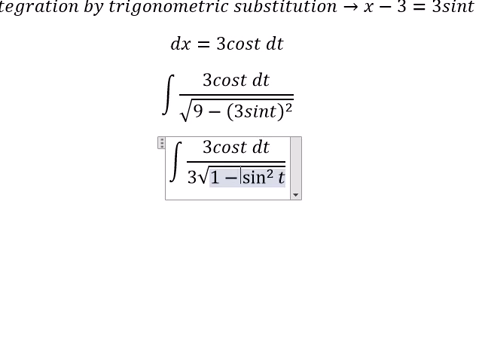 tegration by trigonometric substitution → x − 3 = 3sint
dx = 3cost dt
∫ 3cost dt / √(9 − (3sint)²)
∫ 3cost dt / 3√(1 − sin² t)